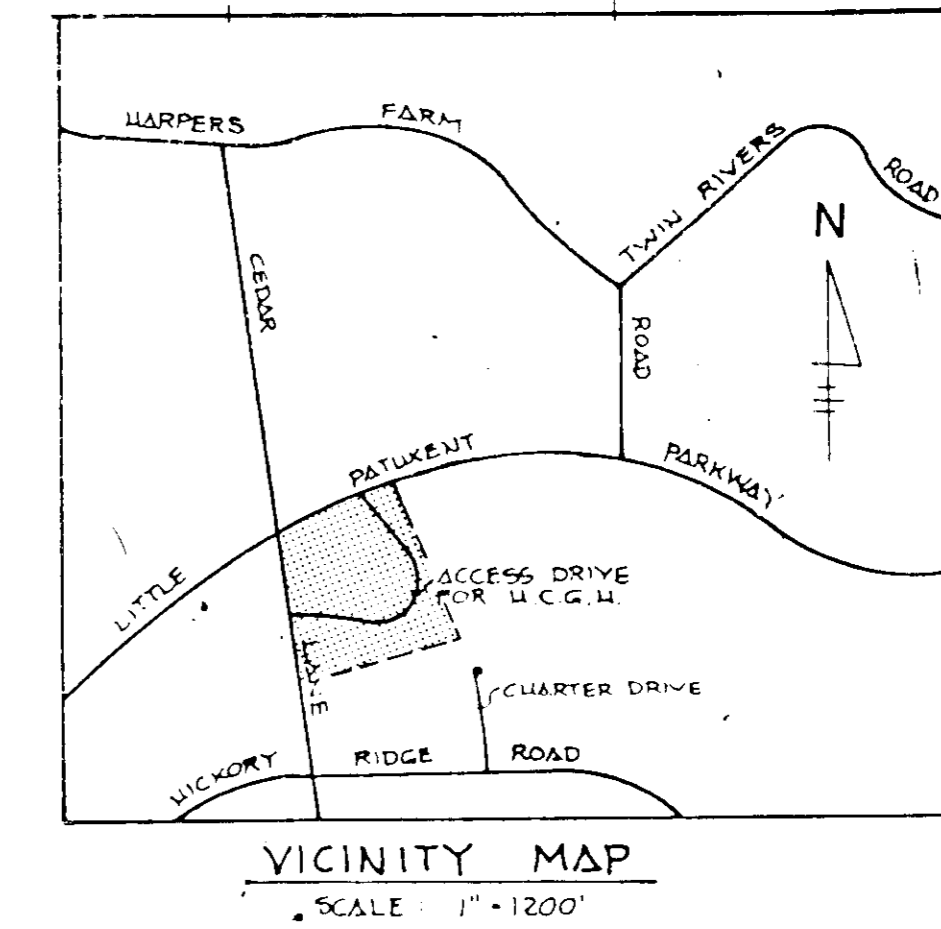 HARPERS FARM
TWIN RIVERS ROAD
N
CEDAR
ROAD
LITTLE PATUXENT PARKWAY
ACCESS DRIVE
FOR H.C.G.H.
LANE
CHARTER DRIVE
HICKORY RIDGE ROAD
VICINITY MAP
SCALE : 1" = 1200'